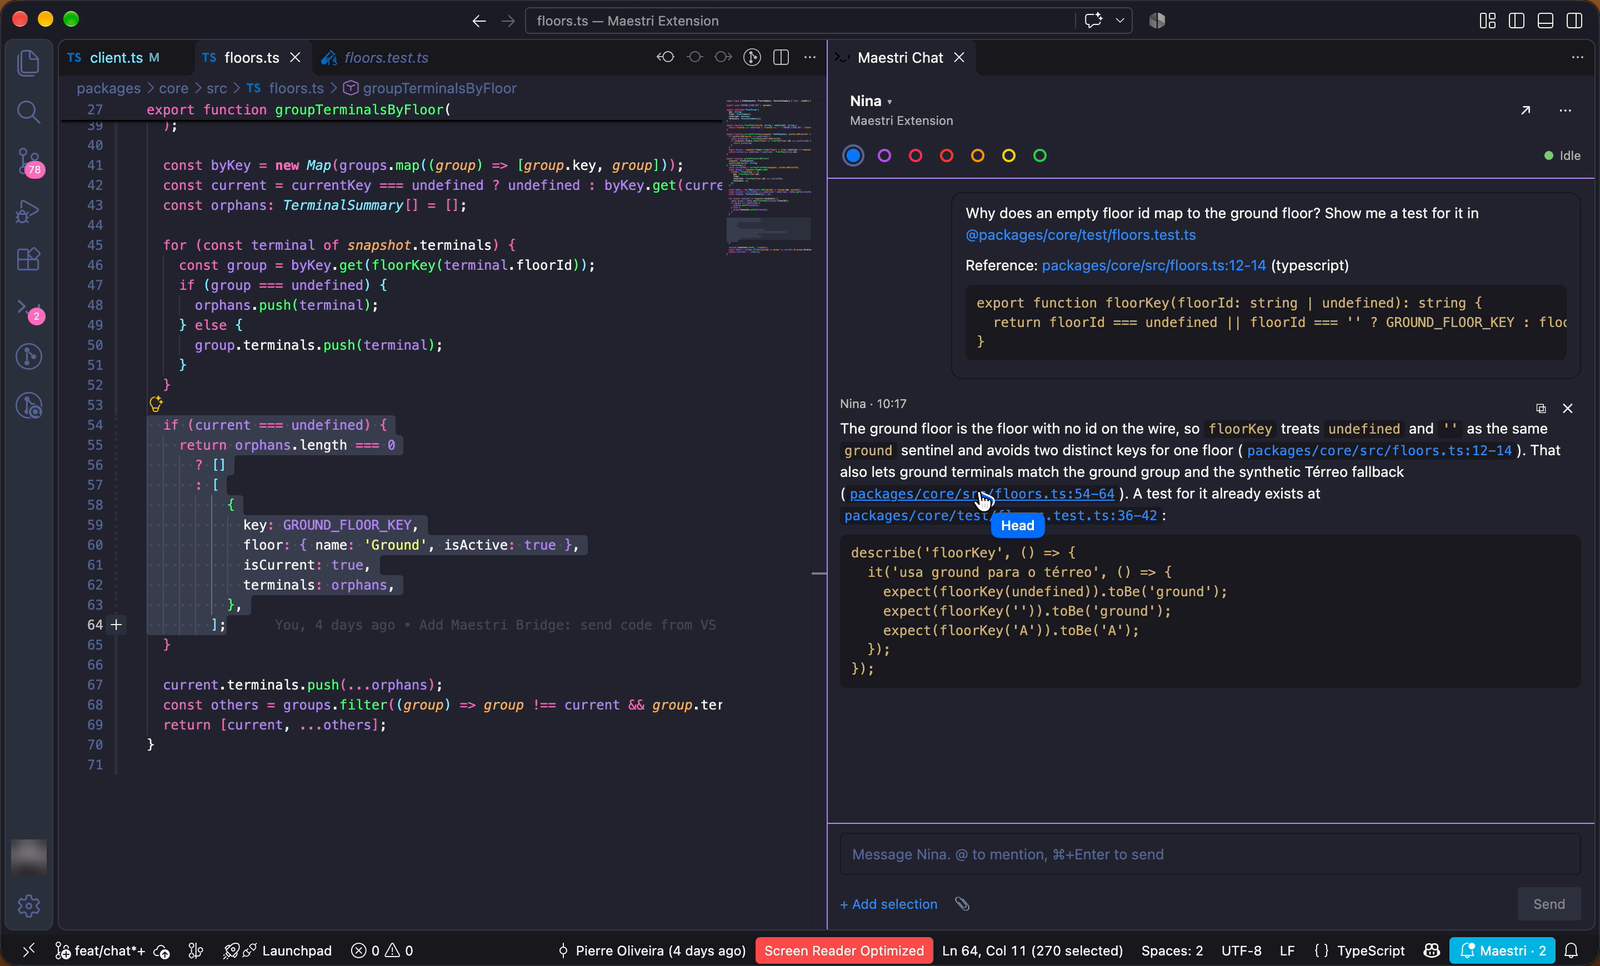 floors.ts — Maestri Extension
TS client.ts M
TS floors.ts
floors.test.ts
Maestri Chat
packages > core > src > TS floors.ts > groupTerminalsByFloor
27 export function groupTerminalsByFloor(
39 );
40
41 const byKey = new Map(groups.map((group) => [group.key, group]));
42 const current = currentKey === undefined ? undefined : byKey.get(curre
43 const orphans: TerminalSummary[] = [];
44
45 for (const terminal of snapshot.terminals) {
46 const group = byKey.get(floorKey(terminal.floorId));
47 if (group === undefined) {
48 orphans.push(terminal);
49 } else {
50 group.terminals.push(terminal);
51 }
52 }
53
54 if (current === undefined) {
55 return orphans.length === 0
56 ? []
57 : [
58 {
59 key: GROUND_FLOOR_KEY,
60 floor: { name: 'Ground', isActive: true },
61 isCurrent: true,
62 terminals: orphans,
63 },
64 ]; You, 4 days ago • Add Maestri Bridge: send code from VS
65 }
66
67 current.terminals.push(...orphans);
68 const others = groups.filter((group) => group !== current && group.ter
69 return [current, ...others];
70 }
71
78
2
Nina
Maestri Extension
Idle
Why does an empty floor id map to the ground floor? Show me a test for it in
@packages/core/test/floors.test.ts
Reference: packages/core/src/floors.ts:12-14 (typescript)
export function floorKey(floorId: string | undefined): string {
return floorId === undefined || floorId === '' ? GROUND_FLOOR_KEY : floo
}
Nina · 10:17
The ground floor is the floor with no id on the wire, so floorKey treats undefined and '' as the same
ground sentinel and avoids two distinct keys for one floor ( packages/core/src/floors.ts:12-14 ). That
also lets ground terminals match the ground group and the synthetic Térreo fallback
( packages/core/src/floors.ts:54-64 ). A test for it already exists at
packages/core/test/floors.test.ts:36-42 :
Head
describe('floorKey', () => {
it('usa ground para o térreo', () => {
expect(floorKey(undefined)).toBe('ground');
expect(floorKey('')).toBe('ground');
expect(floorKey('A')).toBe('A');
});
});
Message Nina. @ to mention, ⌘+Enter to send
+ Add selection
Send
feat/chat*+
Launchpad
0
0
Pierre Oliveira (4 days ago)
Screen Reader Optimized
Ln 64, Col 11 (270 selected)
Spaces: 2
UTF-8
LF
{ } TypeScript
Maestri · 2